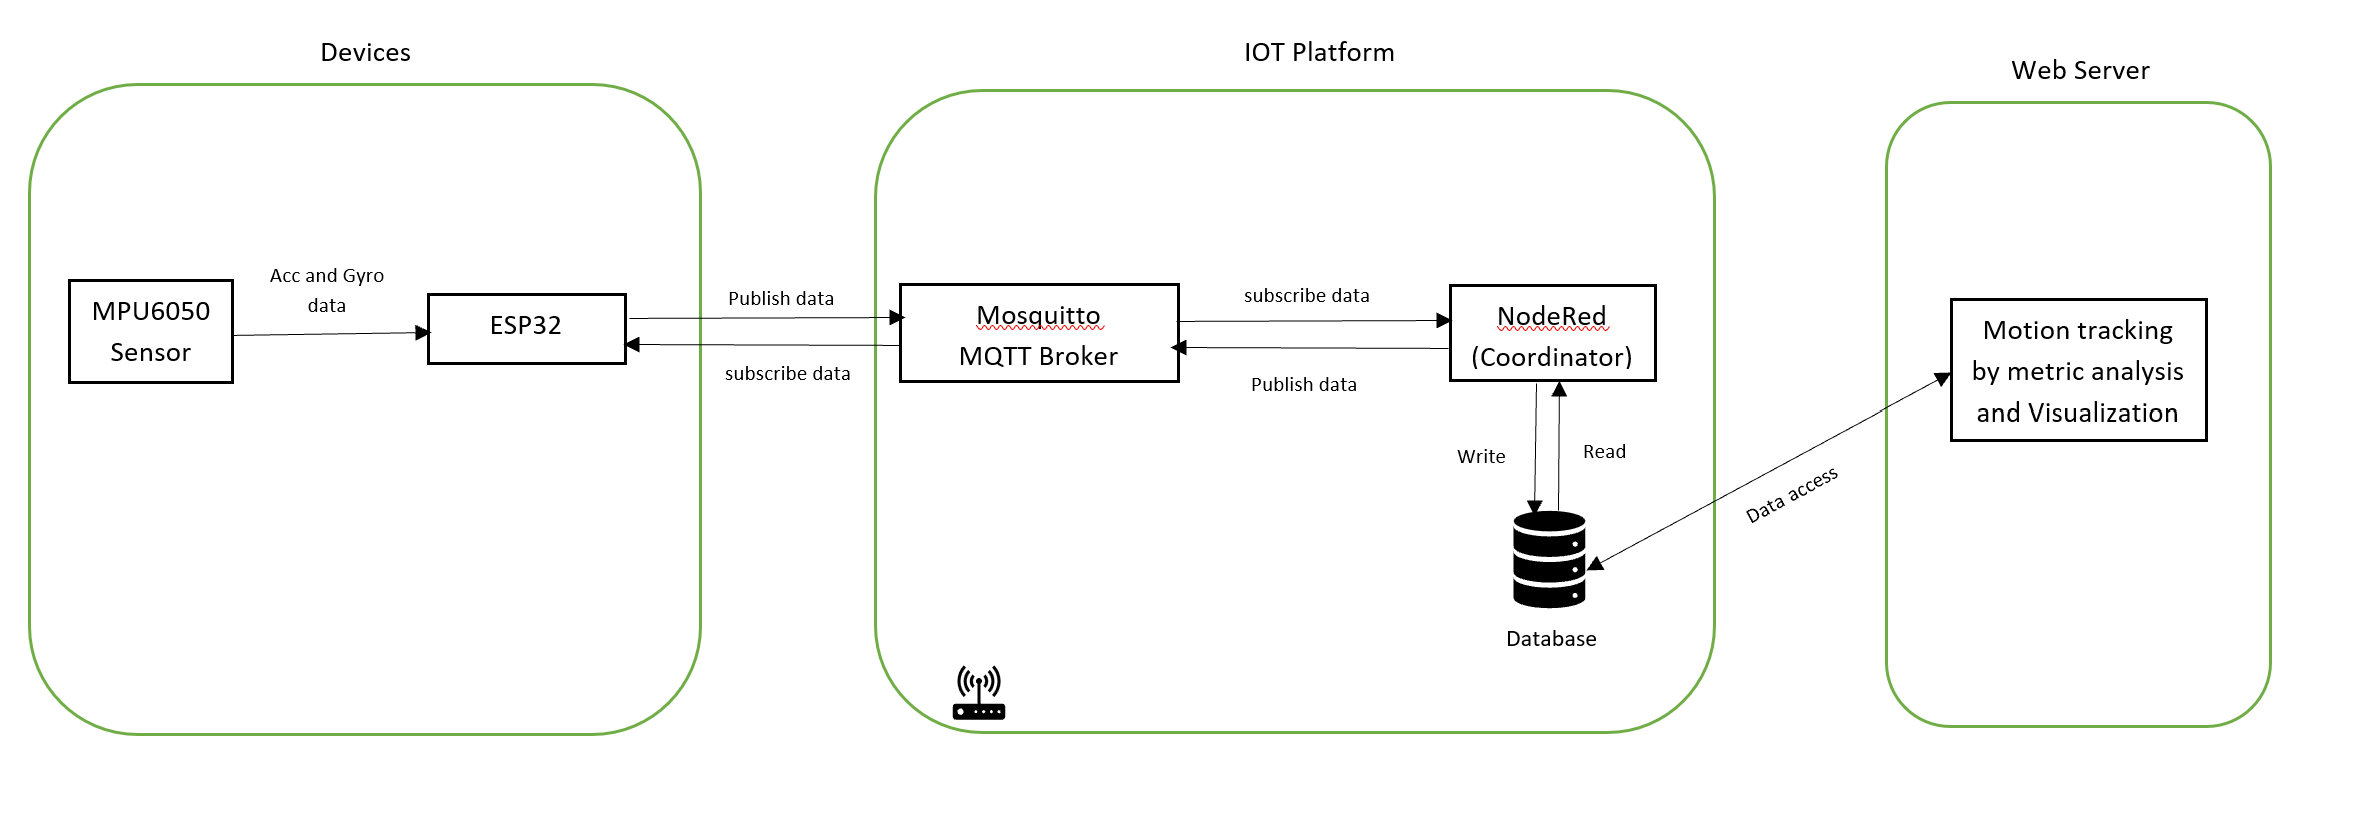 Devices
IOT Platform
Web Server
MPU6050
Sensor
Acc and Gyro
data
ESP32
Publish data
subscribe data
Mosquitto
MQTT Broker
subscribe data
Publish data
NodeRed
(Coordinator)
Write
Read
Database
Data access
Motion tracking
by metric analysis
and Visualization